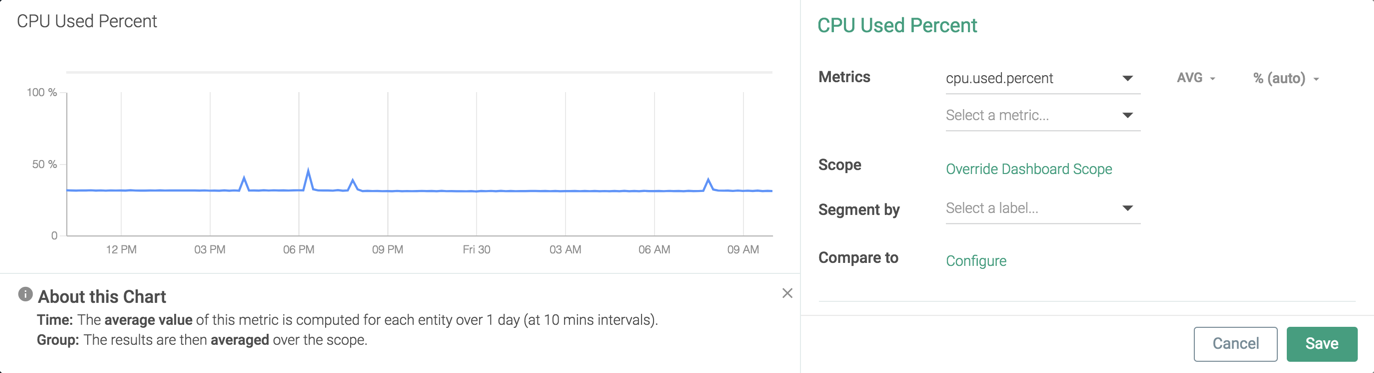 CPU Used Percent
100 %
50 %
0
12 PM 03 PM 06 PM 09 PM Fri 30 03 AM 06 AM 09 AM
About this Chart
Time: The average value of this metric is computed for each entity over 1 day (at 10 mins intervals).
Group: The results are then averaged over the scope.
CPU Used Percent
Metrics cpu.used.percent AVG % (auto)
Select a metric...
Scope Override Dashboard Scope
Segment by Select a label...
Compare to Configure
Cancel Save